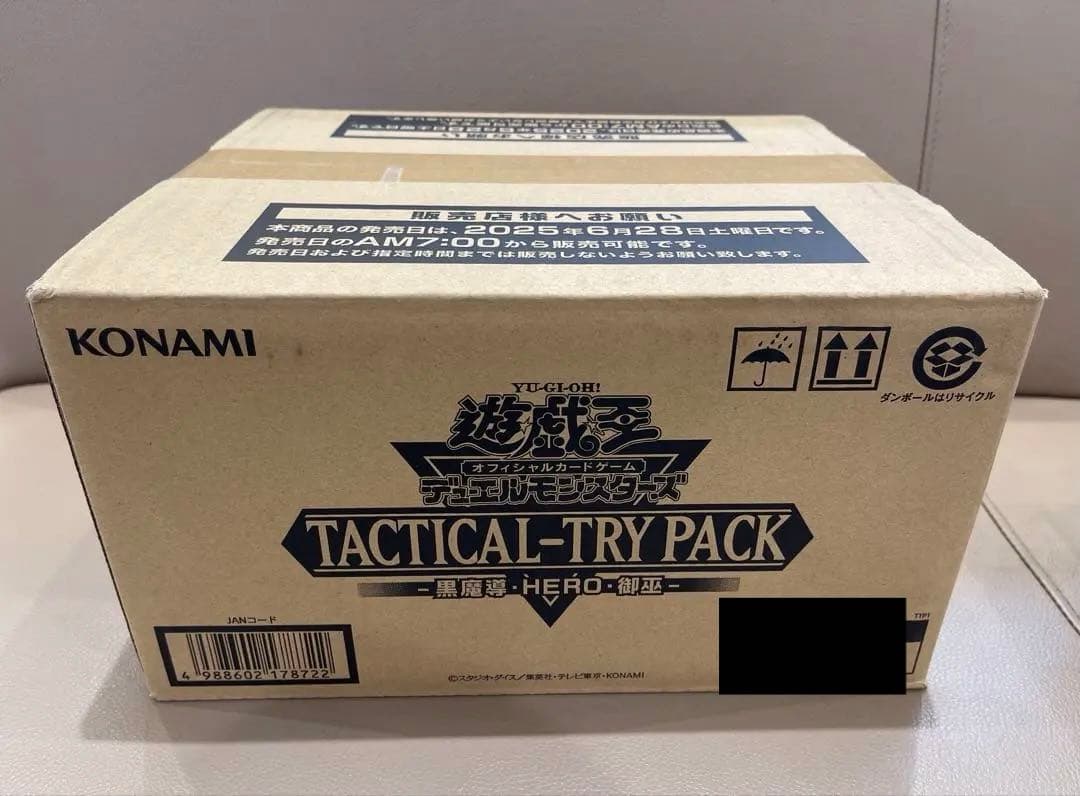 販売店様へお願い
本商品の発売日は、2025年6月28日土曜日です。
発売日のAM7:00から販売可能です。
発売日および指定時間までは販売しないようお願い致します。
KONAMI
ダンボールはリサイクル
YU-GI-OH!
遊☆戯☆王
オフィシャルカードゲーム
デュエルモンスターズ
TACTICAL-TRY PACK
-黒魔導・HERO・御巫-
JANコード
4 988602 178722
©スタジオ・ダイス/集英社・テレビ東京・KONAMI
TYP1